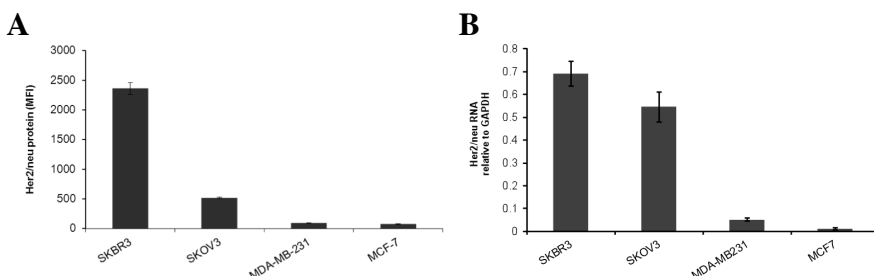 A
Her2/neu protein (MFI)
3000
2500
2000
1500
1000
500
0
SKBR3
SKOV3
MDA-MB-231
MCF-7
B
Her2/neu RNA
relative to GAPDH
0.8
0.7
0.6
0.5
0.4
0.3
0.2
0.1
0
SKBR3
SKOV3
MDA-MB231
MCF7